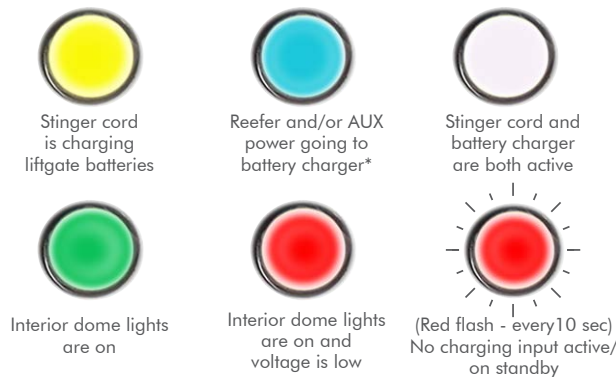 Stinger cord
is charging
liftgate batteries
Reefer and/or AUX
power going to
battery charger*
Stinger cord and
battery charger
are both active
Interior dome lights
are on
Interior dome lights
are on and
voltage is low
(Red flash - every10 sec)
No charging input active/
on standby